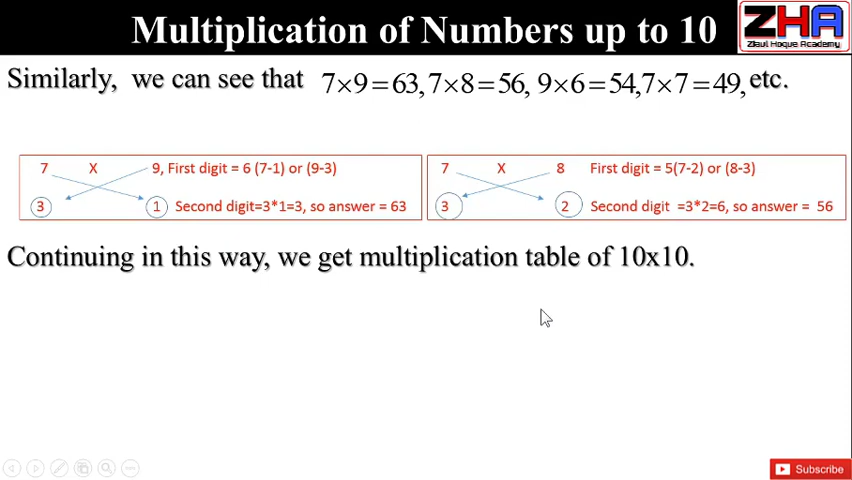 Multiplication of Numbers up to 10
ZHA
Ziaul Hoque Academy
Similarly, we can see that 7×9=63, 7×8=56, 9×6=54, 7×7=49, etc.
7 X 9, First digit = 6 (7-1) or (9-3)
3 1 Second digit=3*1=3, so answer = 63
7 X 8 First digit = 5(7-2) or (8-3)
3 2 Second digit =3*2=6, so answer = 56
Continuing in this way, we get multiplication table of 10x10.
Subscribe